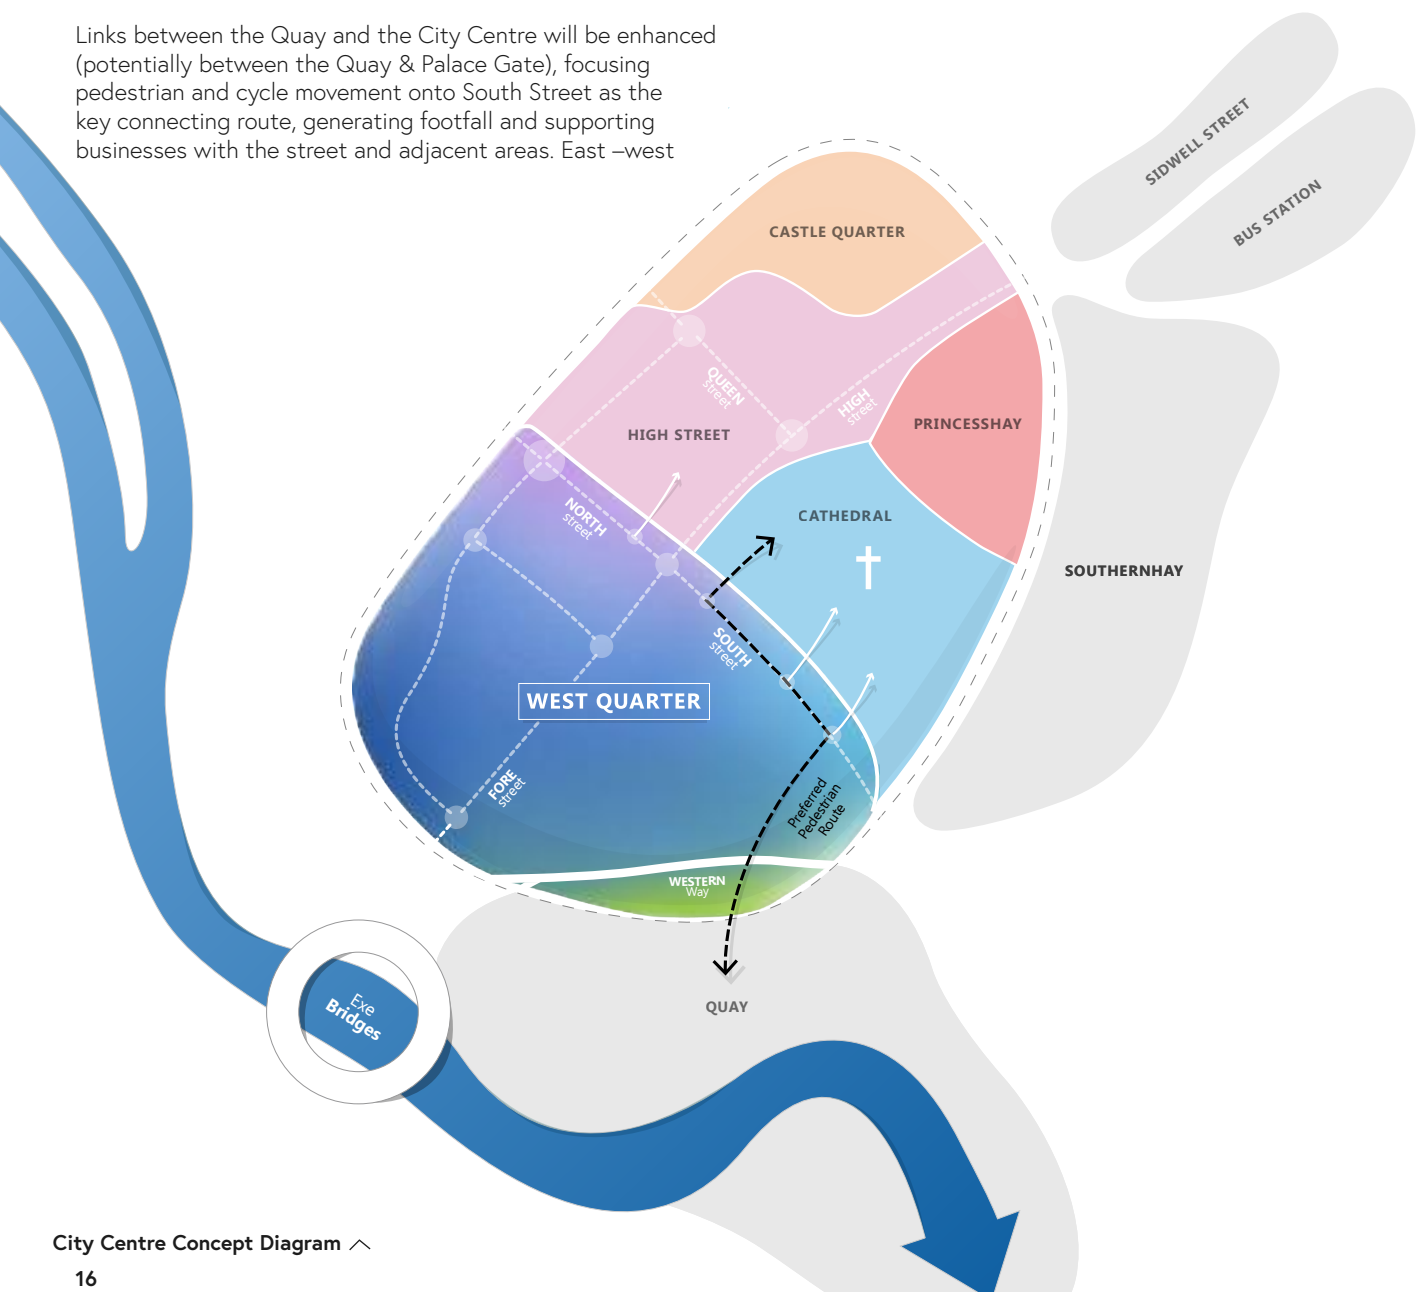 Links between the Quay and the City Centre will be enhanced
(potentially between the Quay & Palace Gate), focusing
pedestrian and cycle movement onto South Street as the
key connecting route, generating footfall and supporting
businesses with the street and adjacent areas. East –west
SIDWELL STREET
BUS STATION
CASTLE QUARTER
QUEEN
street
HIGH
street
HIGH STREET
PRINCESSHAY
NORTH
street
CATHEDRAL
SOUTHERNHAY
SOUTH
street
WEST QUARTER
FORE
street
Preferred
Pedestrian
Route
WESTERN
Way
Exe
Bridges
QUAY
City Centre Concept Diagram
16